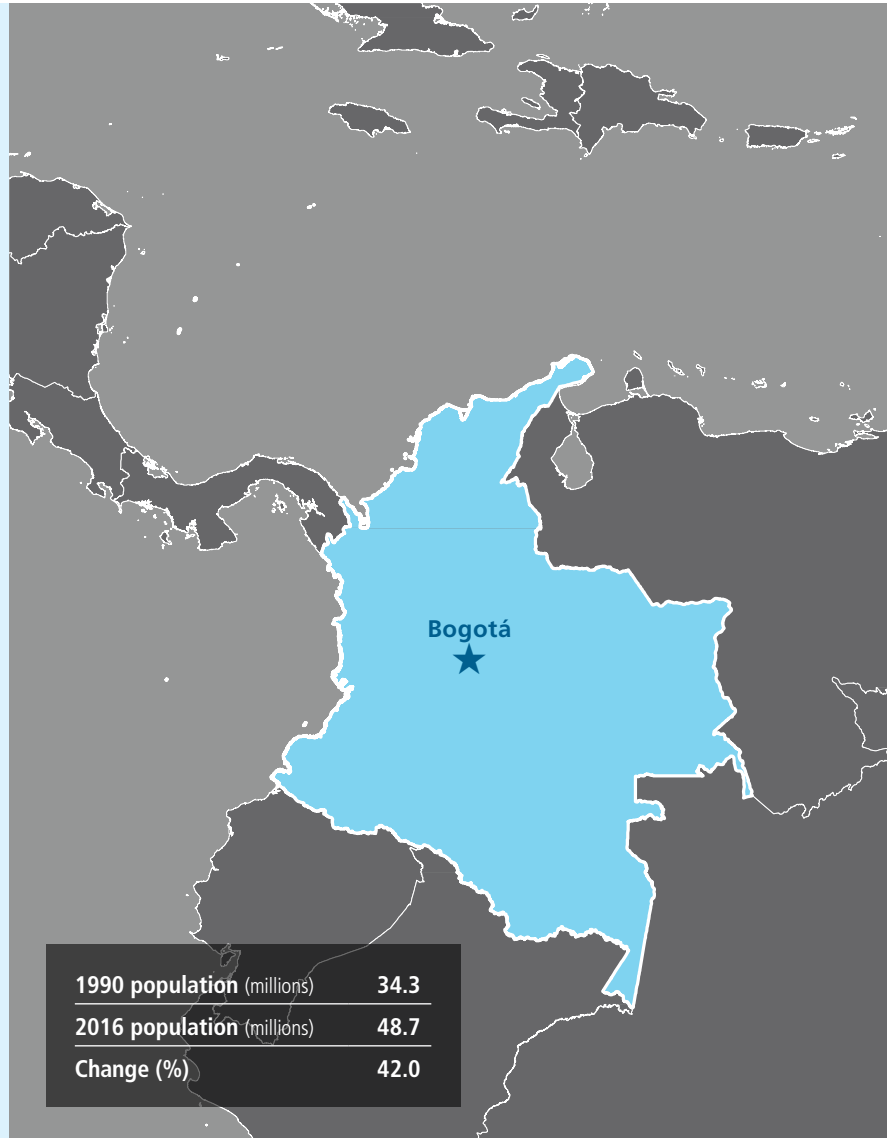 Bogotá
1990 population (millions) 34.3
2016 population (millions) 48.7
Change (%) 42.0